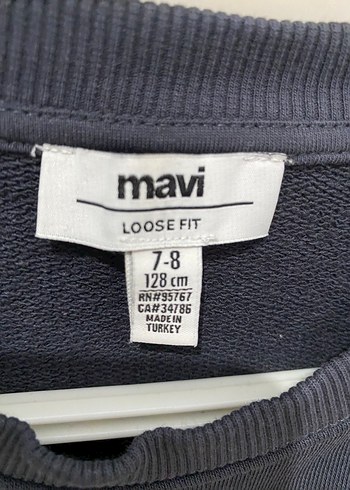 mavi
LOOSE FIT
7-8
128 cm
RN#95767
CA#34786
MADE IN
TURKEY